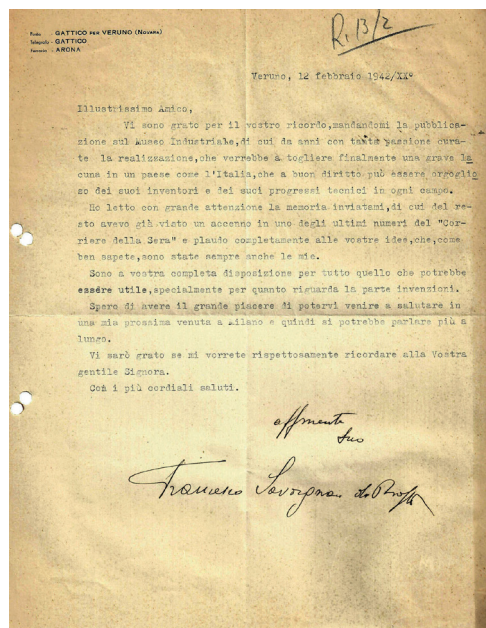 Posta - GATTICO PER VERUNO (NOVARA)
Telegrafo - GATTICO
Ferrovia - ARONA
R. 13/2
Veruno, 12 febbraio 1942/XX°
Illustrissimo Amico,
Vi sono grato per il vostro ricordo,mandandomi la pubblica-
zione sul Museo Industriale,di cui da anni con tanta passione cura-
te la realizzazione,che verrebbe a togliere finalmente una grave la
cuna in un paese come l'Italia,che a buon diritto può essere orgoglio
so dei suoi inventori e dei suoi progressi tecnici in ogni campo.
Ho letto con grande attenzione la memoria inviatami,di cui del re-
sto avevo già visto un accenno in uno degli ultimi numeri del "Cor-
riere della Sera" e plaudo completamente alle vostre idee,che,come
ben sapete,sono state sempre anche le mie.
Sono a vostra completa disposizione per tutto quello che potrebbe
essére utile,specialmente per quanto riguarda la parte invenzioni.
Spero di avere il grande piacere di potervi venire a salutare in
una mia prossima venuta a Milano e quindi si potrebbe parlare più a
lungo.
Vi sarò grato se mi vorrete rispettosamente ricordare alla Vostra
gentile Signora.
Coi i più cordiali saluti.
affmente
suo
Francesco Savorgnan di